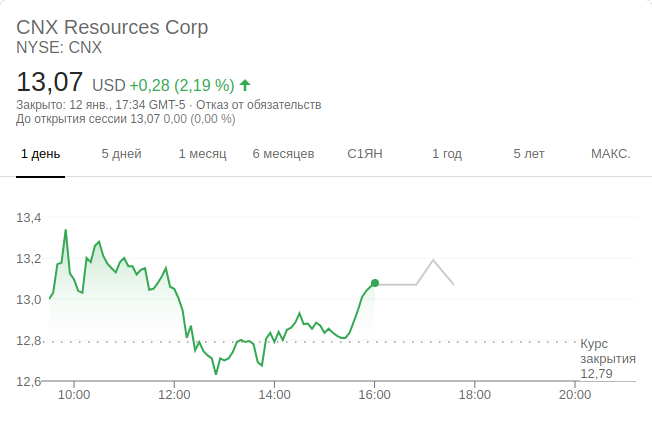 CNX Resources Corp
NYSE: CNX
13,07 USD +0,28 (2,19 %)
Закрыто: 12 янв., 17:34 GMT-5 · Отказ от обязательств
До открытия сессии 13,07 0,00 (0,00 %)
1 день 5 дней 1 месяц 6 месяцев С1ЯН 1 год 5 лет МАКС.
13,4
13,2
13,0
12,8
Курс
закрытия
12,79
12,6
10:00 12:00 14:00 16:00 18:00 20:00